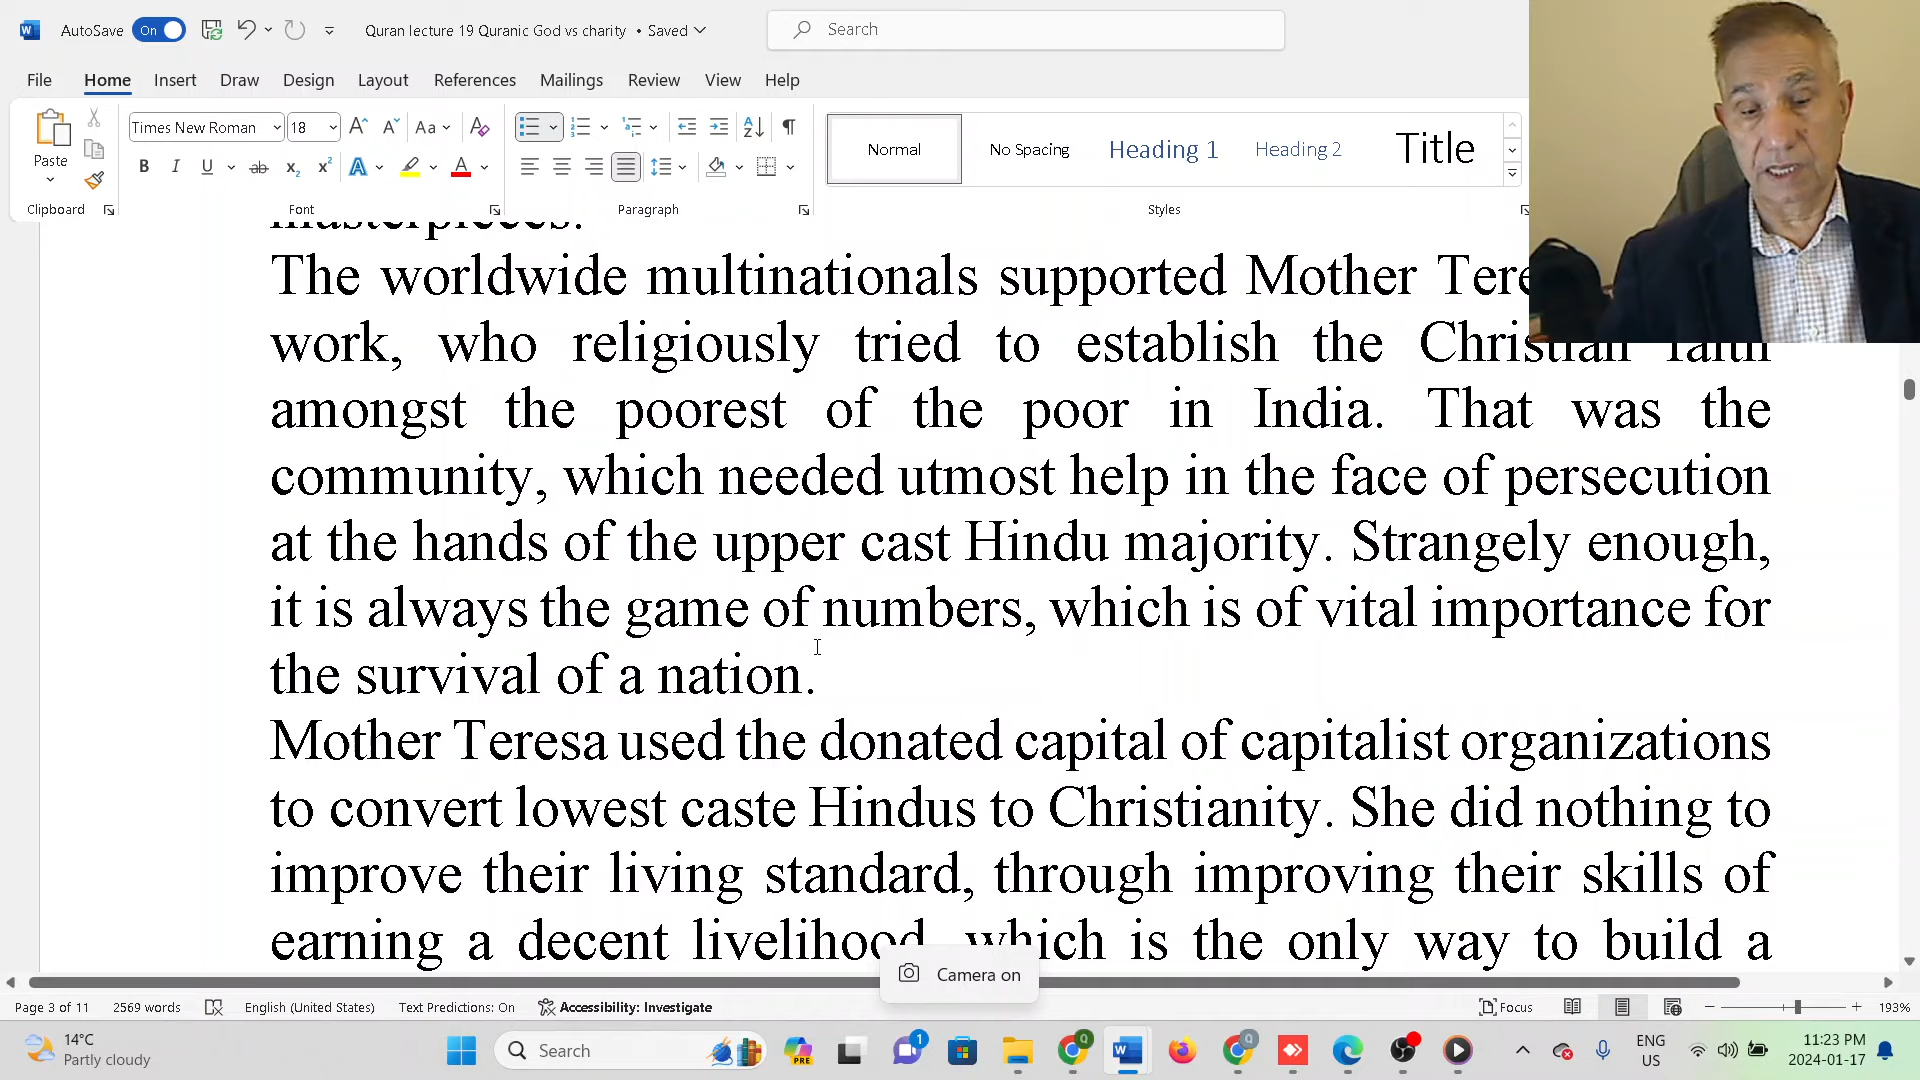 AutoSave On Quran lecture 19 Quranic God vs charity • Saved Search
File Home Insert Draw Design Layout References Mailings Review View Help
Times New Roman 18 Aa
Paste
Normal No Spacing Heading 1 Heading 2 Title
Clipboard Font Paragraph Styles
masterpieces.
The worldwide multinationals supported Mother
work, who religiously tried to establish the Christian faith
amongst the poorest of the poor in India. That was the
community, which needed utmost help in the face of persecution
at the hands of the upper cast Hindu majority. Strangely enough,
it is always the game of numbers, which is of vital importance for
the survival of a nation.
Mother Teresa used the donated capital of capitalist organizations
to convert lowest caste Hindus to Christianity. She did nothing to
improve their living standard, through improving their skills of
earning a decent livelihood, which is the only way to build a
Camera on
Page 3 of 11 2569 words English (United States) Text Predictions: On Accessibility: Investigate Focus 193%
14°C
Partly cloudy
Search
PRE
1
ENG
US
11:23 PM
2024-01-17